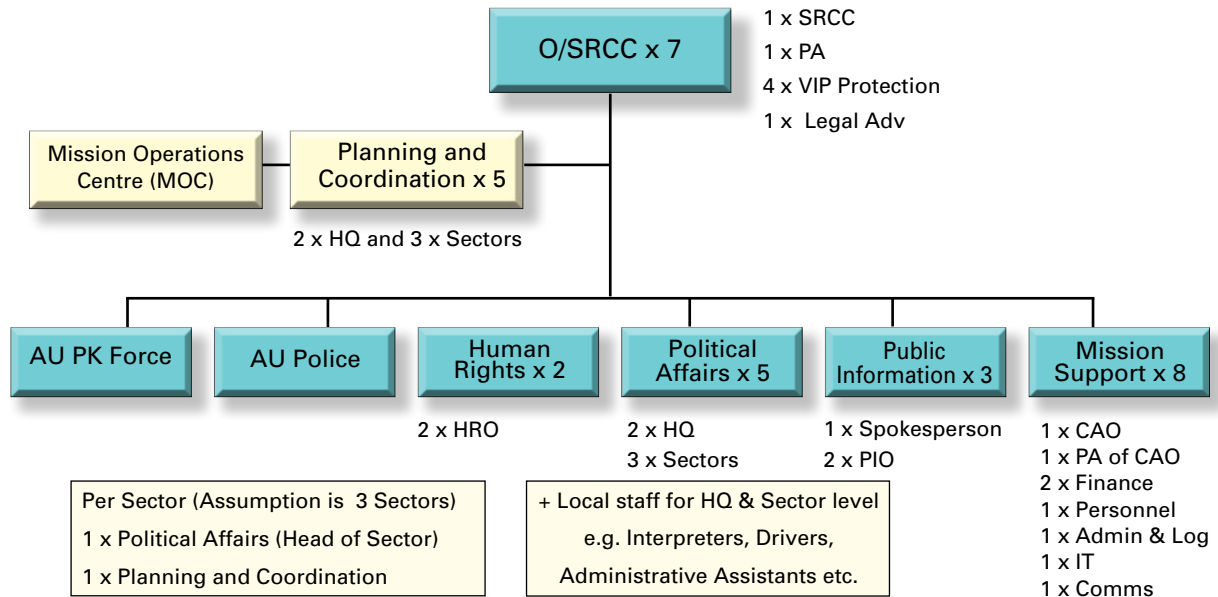 O/SRCC x 7
1 x SRCC
1 x PA
4 x VIP Protection
1 x Legal Adv
Mission Operations
Centre (MOC)
Planning and
Coordination x 5
2 x HQ and 3 x Sectors
AU PK Force
AU Police
Human
Rights x 2
2 x HRO
Political
Affairs x 5
2 x HQ
3 x Sectors
Public
Information x 3
1 x Spokesperson
2 x PIO
Mission
Support x 8
1 x CAO
1 x PA of CAO
2 x Finance
1 x Personnel
1 x Admin & Log
1 x IT
1 x Comms
Per Sector (Assumption is 3 Sectors)
1 x Political Affairs (Head of Sector)
1 x Planning and Coordination
+ Local staff for HQ & Sector level
e.g. Interpreters, Drivers,
Administrative Assistants etc.